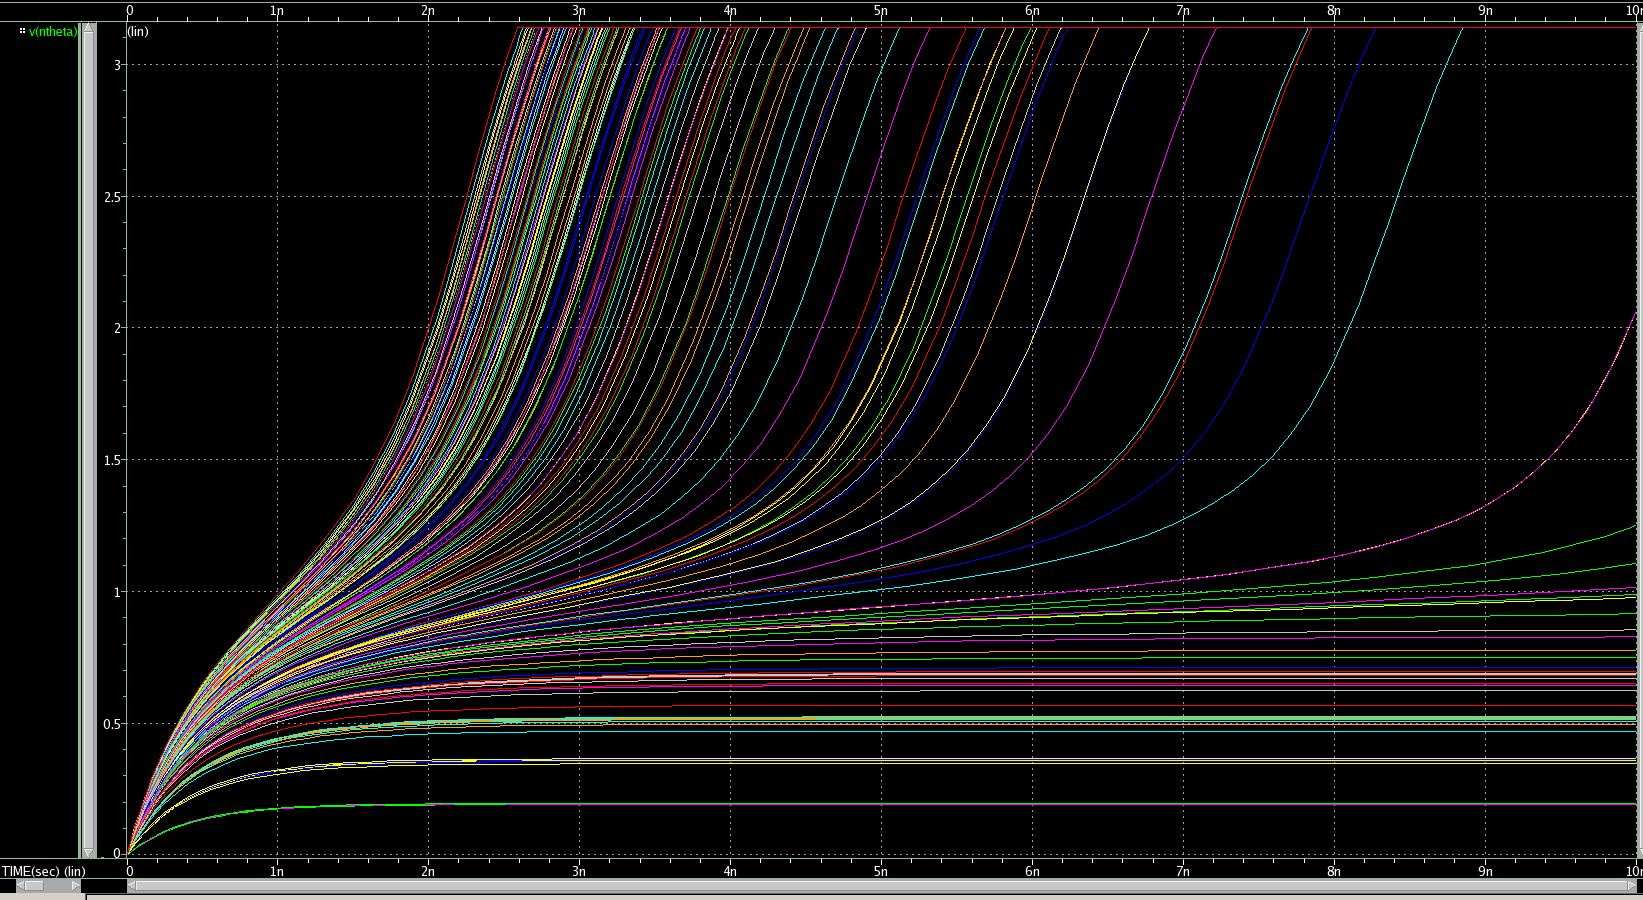 0 1n 2n 3n 4n 5n 6n 7n 8n 9n 10n
v(ntheta)
(lin)
3
2.5
2
1.5
1
0.5
0
TIME(sec) (lin) 0 1n 2n 3n 4n 5n 6n 7n 8n 9n 10n